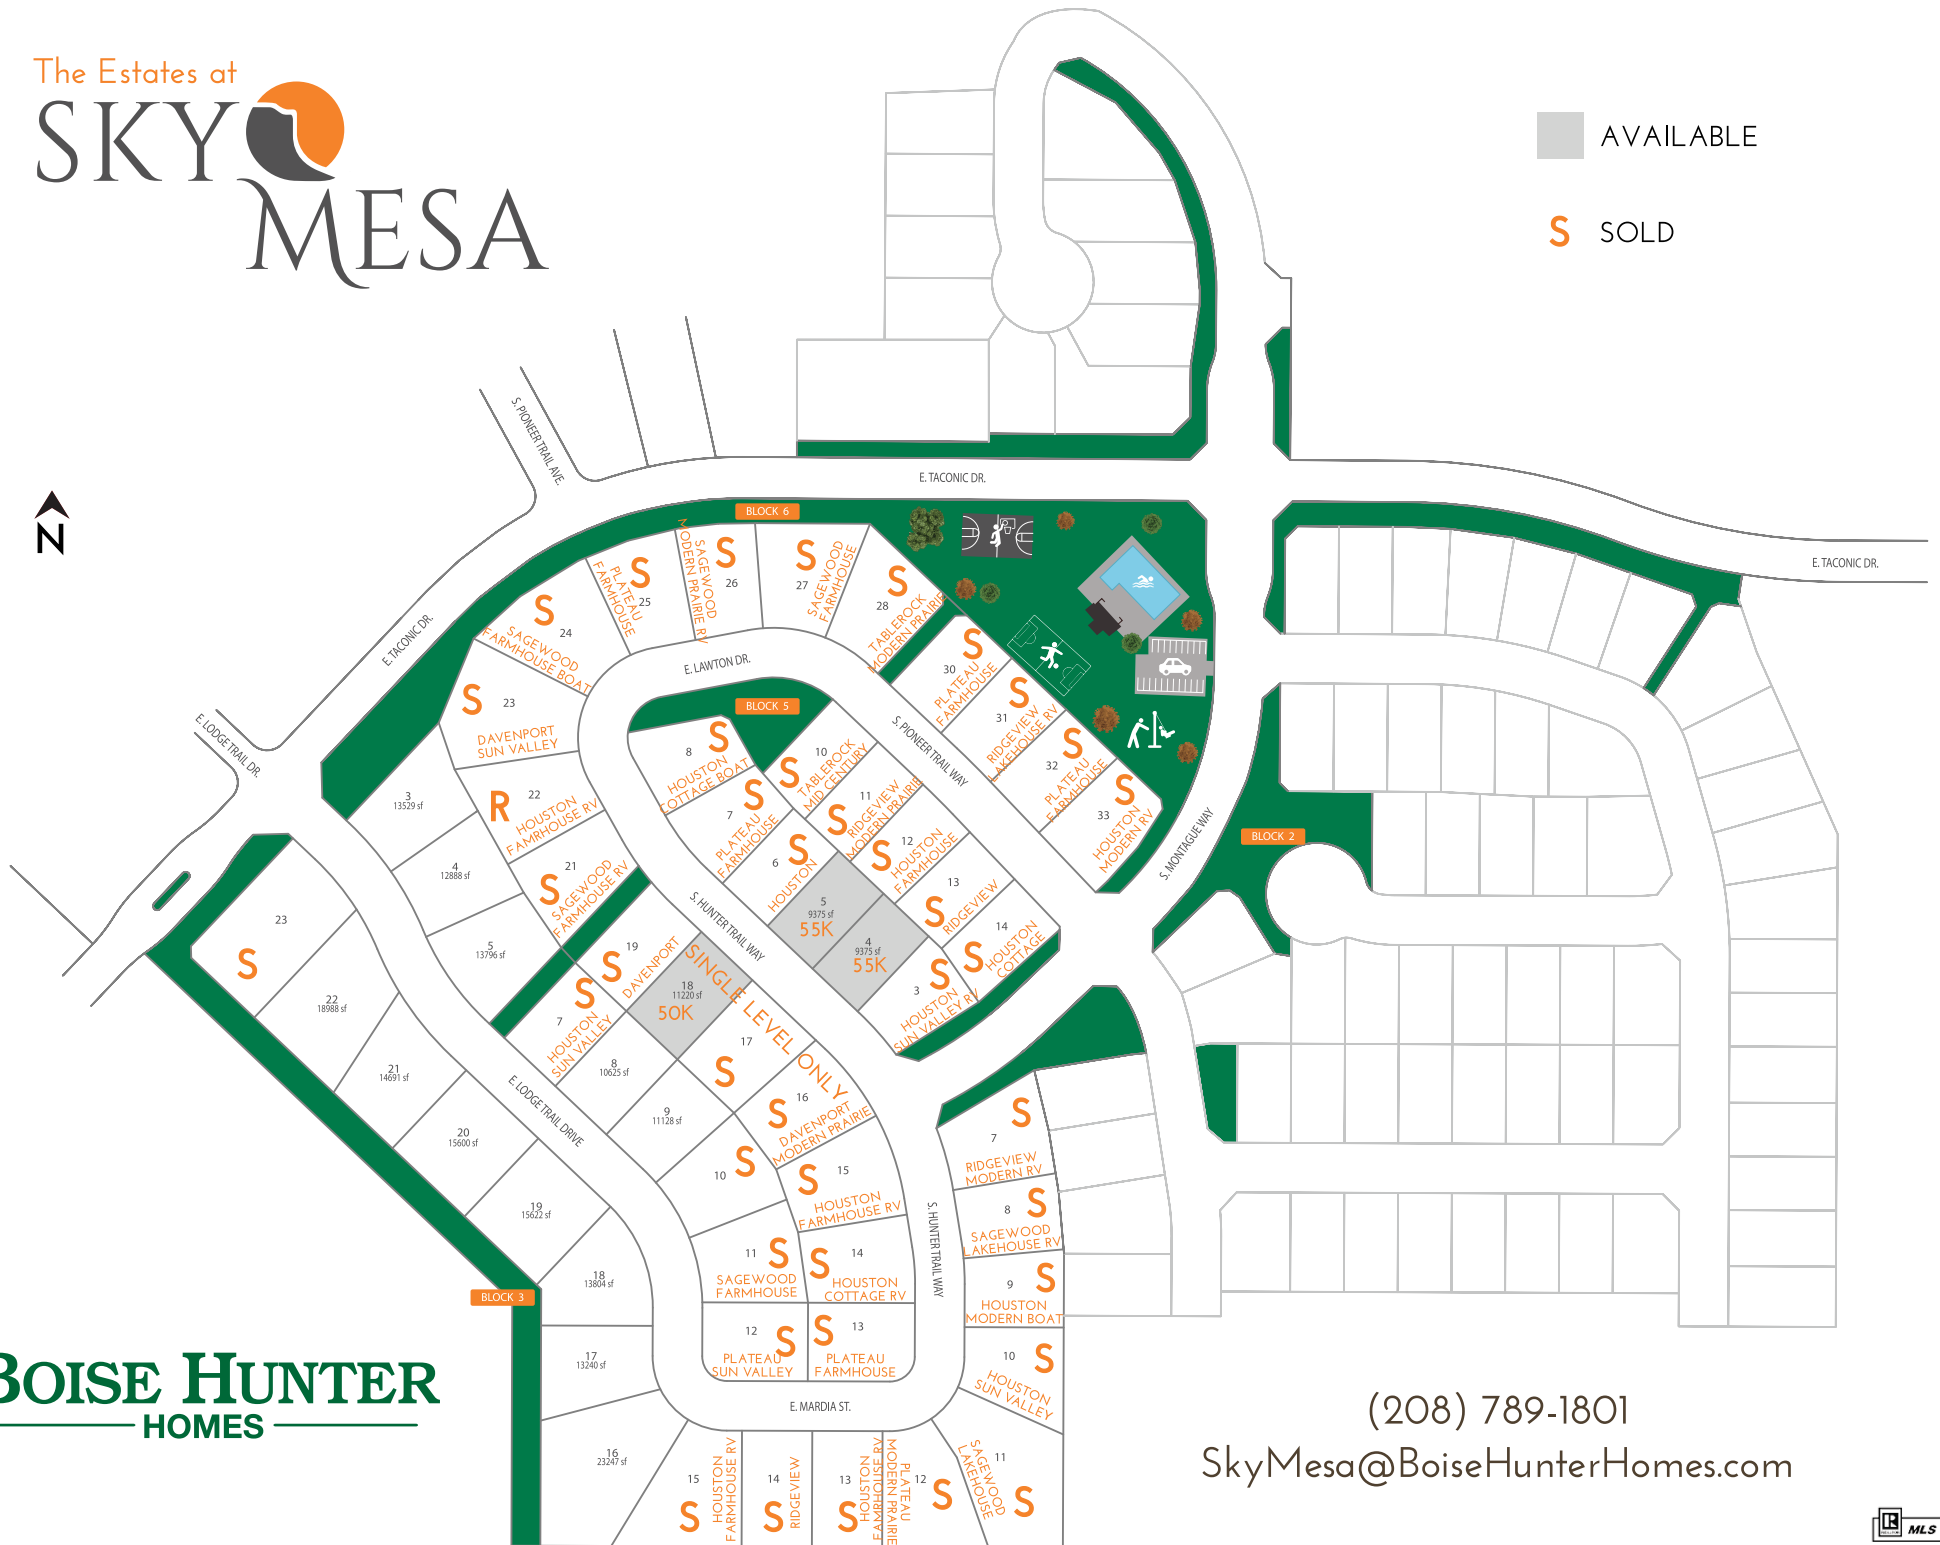 The Estates at
SKY
MESA
AVAILABLE
S SOLD
N
S. PIONEER TRAIL AVE.
E. TACONIC DR.
E. TACONIC DR.
E. TACONIC DR.
E. LODGE TRAIL DR.
E. LAWTON DR.
S. PIONEER TRAIL WAY
S. MONTAGUE WAY
S. HUNTER TRAIL WAY
E. LODGE TRAIL DRIVE
S. HUNTER TRAIL WAY
E. MARDIA ST.
BLOCK 6
S
24
SAGEWOOD
FARMHOUSE BOAT
S
25
PLATEAU
FARMHOUSE
S
26
SAGEWOOD
MODERN PRAIRIE RV
S
27
SAGEWOOD
FARMHOUSE
S
28
TABLEROCK
MODERN PRAIRIE
S
30
PLATEAU
FARMHOUSE
S
31
RIDGEVIEW
LAKEHOUSE RV
S
32
PLATEAU
FARMHOUSE
S
33
HOUSTON
MODERN RV
S
23
DAVENPORT
SUN VALLEY
R
22
HOUSTON
FAMRHOUSE RV
S
21
SAGEWOOD
FARMHOUSE RV
3
13529 sf
4
12888 sf
5
13796 sf
BLOCK 5
8
S
HOUSTON
COTTAGE BOAT
7
S
PLATEAU
FARMHOUSE
6
S
HOUSTON
5
9375 sf
55K
4
9375 sf
55K
3
S
HOUSTON
SUN VALLEY RV
10
S
TABLEROCK
MID CENTURY
11
S
RIDGEVIEW
MODERN PRAIRIE
12
S
HOUSTON
FARMHOUSE
13
S
RIDGEVIEW
14
S
HOUSTON
COTTAGE
BLOCK 2
19
S
DAVENPORT
18
11220 sf
50K
SINGLE LEVEL ONLY
17
S
16
S
DAVENPORT
MODERN PRAIRIE
15
S
HOUSTON
FARMHOUSE RV
14
S
HOUSTON
COTTAGE RV
13
S
PLATEAU
FARMHOUSE
7
S
HOUSTON
SUN VALLEY
8
10625 sf
9
11128 sf
10
S
11
S
SAGEWOOD
FARMHOUSE
12
S
PLATEAU
SUN VALLEY
23
S
22
18988 sf
21
14691 sf
20
15600 sf
19
15622 sf
18
13804 sf
17
13240 sf
16
23247 sf
BLOCK 3
7
S
RIDGEVIEW
MODERN RV
8
S
SAGEWOOD
LAKEHOUSE RV
9
S
HOUSTON
MODERN BOAT
10
S
HOUSTON
SUN VALLEY
11
S
SAGEWOOD
LAKEHOUSE
12
S
PLATEAU
MODERN PRAIRIE
13
S
HOUSTON
FAMRHOUSE RV
14
S
RIDGEVIEW
15
S
HOUSTON
FARMHOUSE RV
BOISE HUNTER
HOMES
(208) 789-1801
SkyMesa@BoiseHunterHomes.com
R
MLS